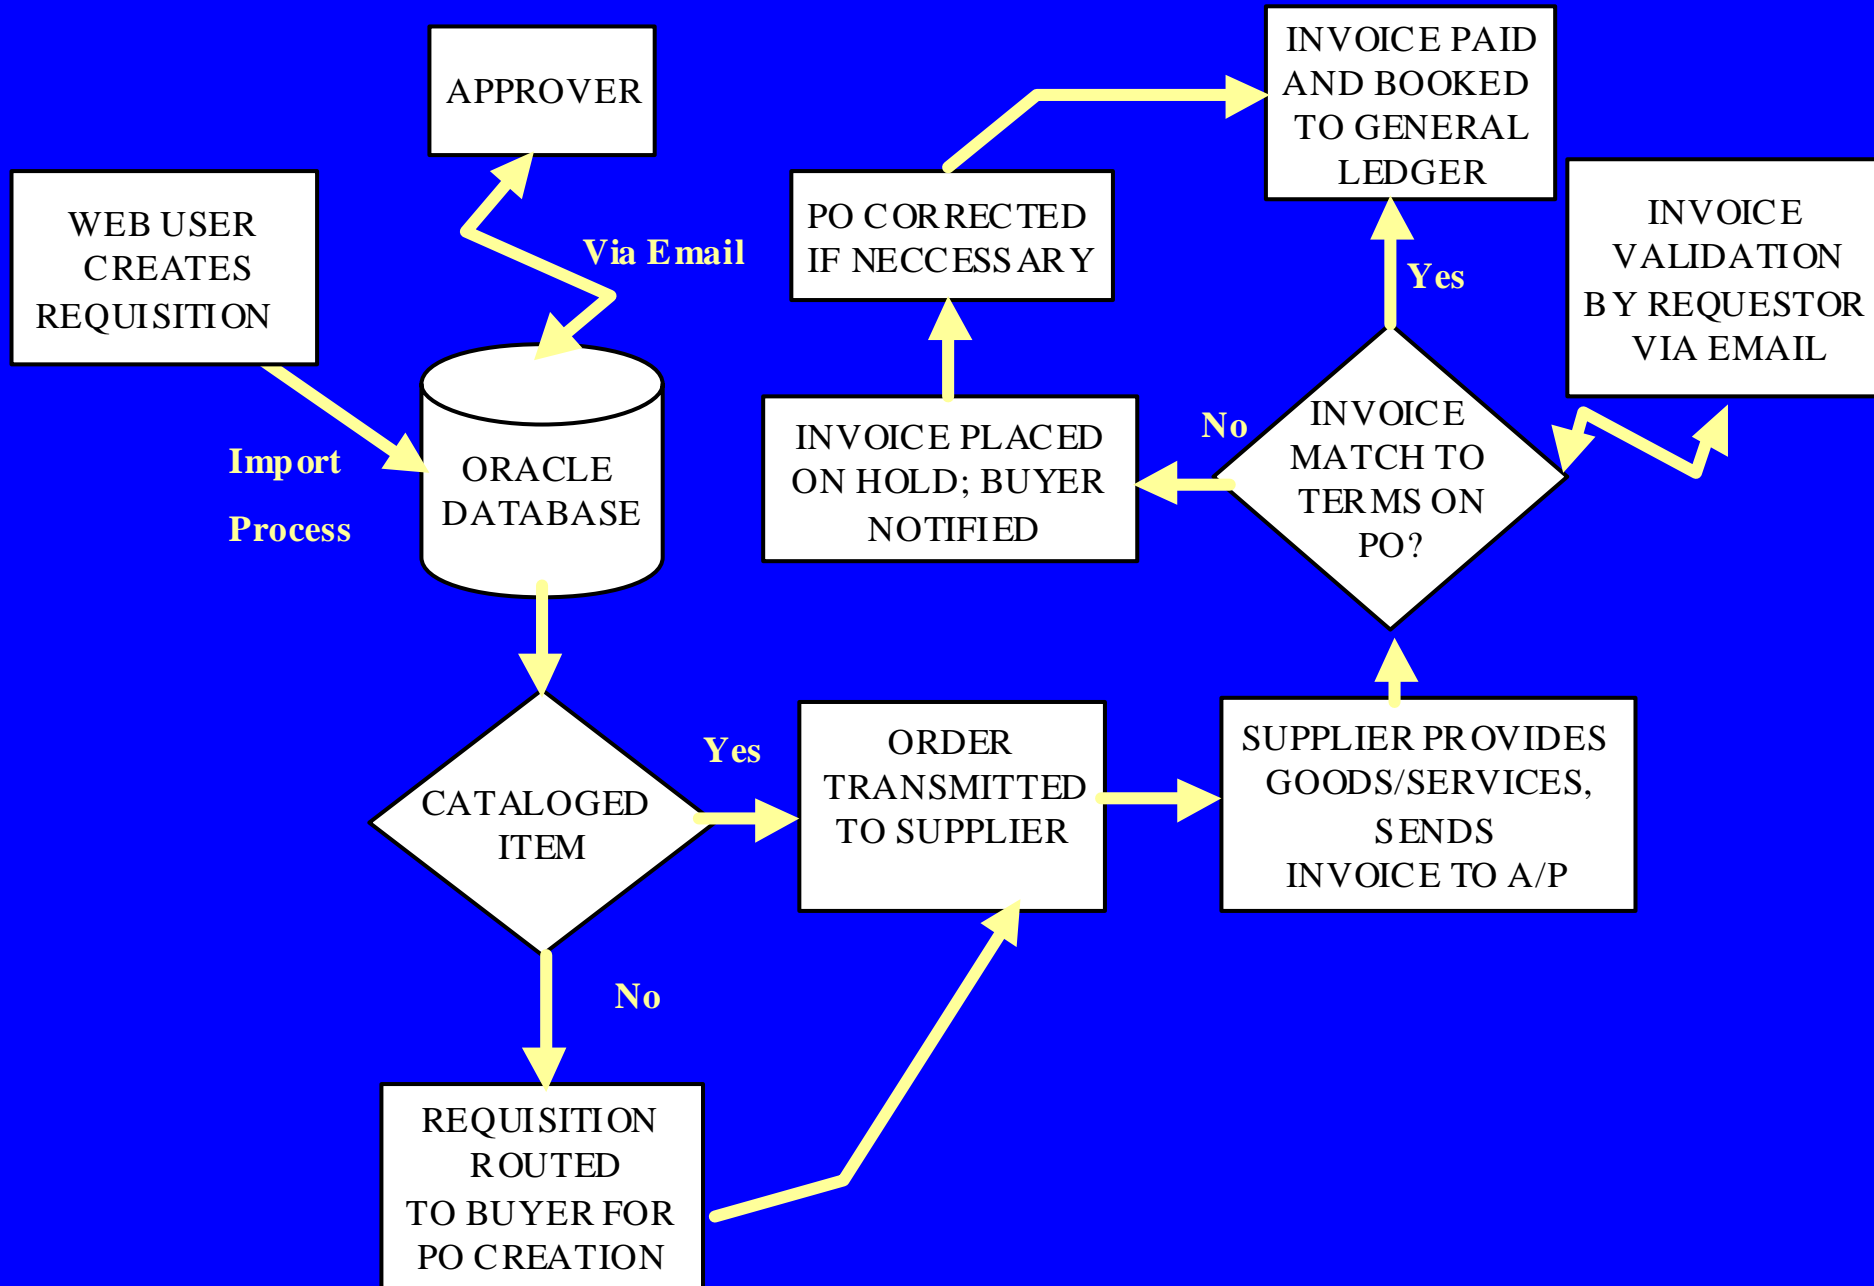 APPROVER
WEB USER
CREATES
REQUISITION
Via Email
Import
Process
ORACLE
DATABASE
CATALOGED
ITEM
Yes
No
REQUISITION
ROUTED
TO BUYER FOR
PO CREATION
ORDER
TRANSMITTED
TO SUPPLIER
SUPPLIER PROVIDES
GOODS/SERVICES,
SENDS
INVOICE TO A/P
INVOICE
MATCH TO
TERMS ON
PO?
No
Yes
INVOICE PLACED
ON HOLD; BUYER
NOTIFIED
PO CORRECTED
IF NECCESSARY
INVOICE PAID
AND BOOKED
TO GENERAL
LEDGER
INVOICE
VALIDATION
BY REQUESTOR
VIA EMAIL